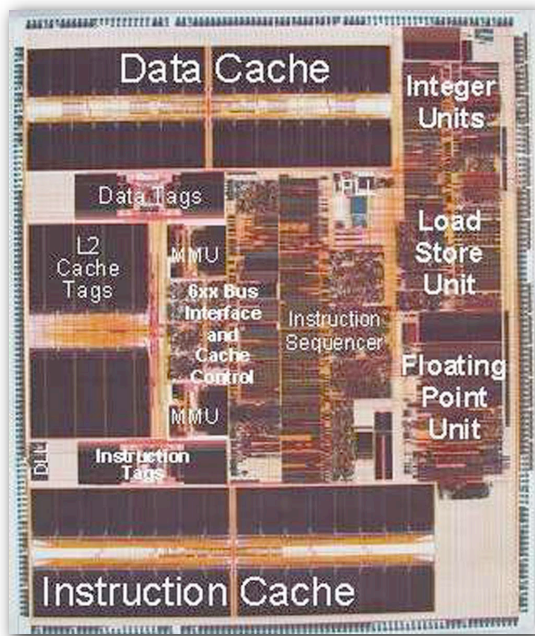 Data Cache
Integer
Units
Data Tags
PLL
L2
Cache
Tags
MMU
Load
Store
Unit
6xx Bus
Interface
and
Cache
Control
Instruction
Sequencer
Floating
Point
Unit
MMU
DLL
Instruction
Tags
Instruction Cache